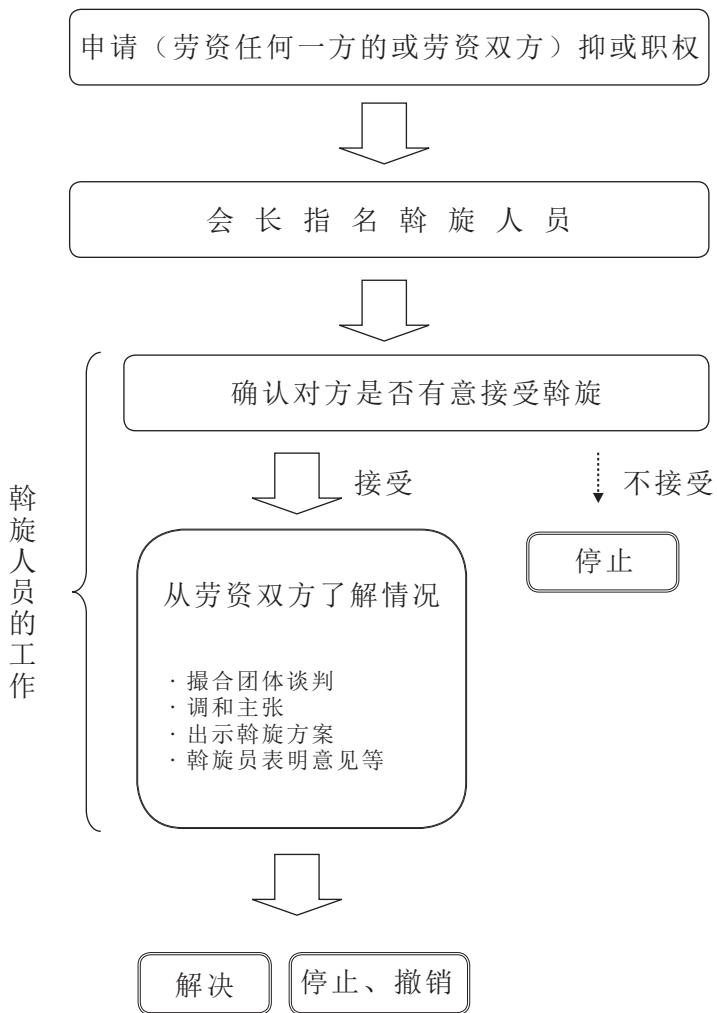 申请（劳资任何一方的或劳资双方）抑或职权
会长指名斡旋人员
确认对方是否有意接受斡旋
接受
不接受
停止
斡旋人员的工作
从劳资双方了解情况
·撮合团体谈判
·调和主张
·出示斡旋方案
·斡旋员表明意见等
解决
停止、撤销